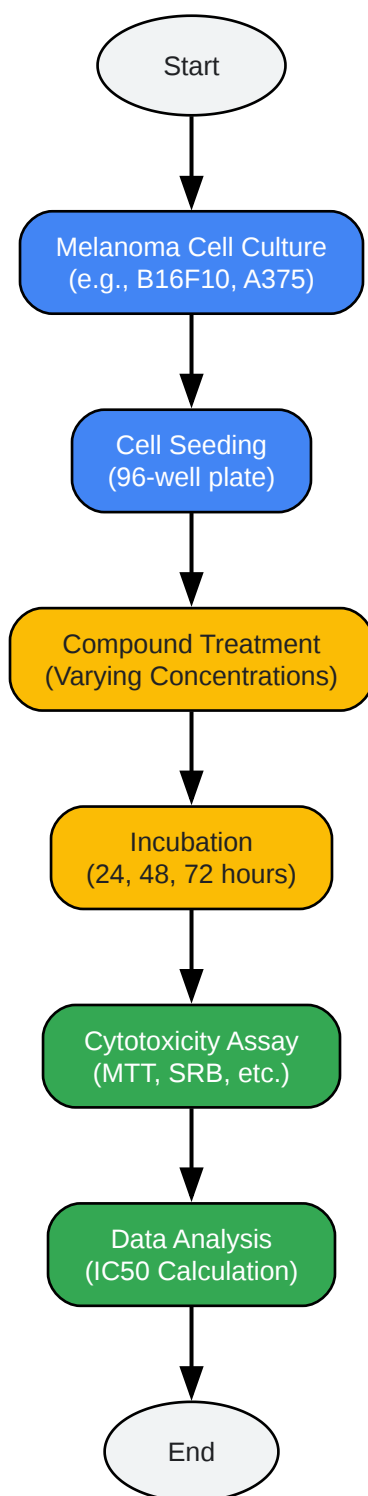 Start
Melanoma Cell Culture
(e.g., B16F10, A375)
Cell Seeding
(96-well plate)
Compound Treatment
(Varying Concentrations)
Incubation
(24, 48, 72 hours)
Cytotoxicity Assay
(MTT, SRB, etc.)
Data Analysis
(IC50 Calculation)
End